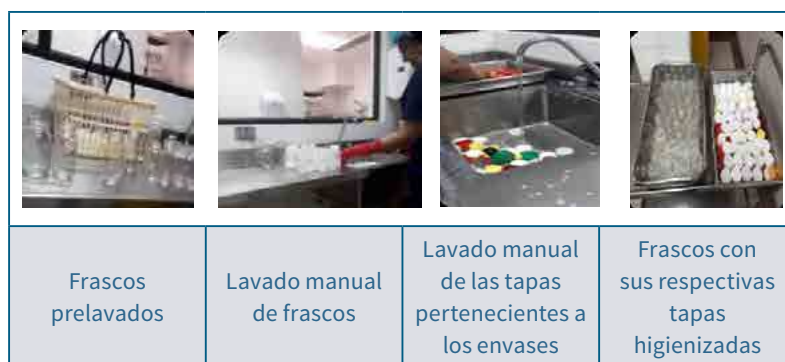 Frascos
prelavados
Lavado manual
de frascos
Lavado manual
de las tapas
pertenecientes a
los envases
Frascos con
sus respectivas
tapas
higienizadas